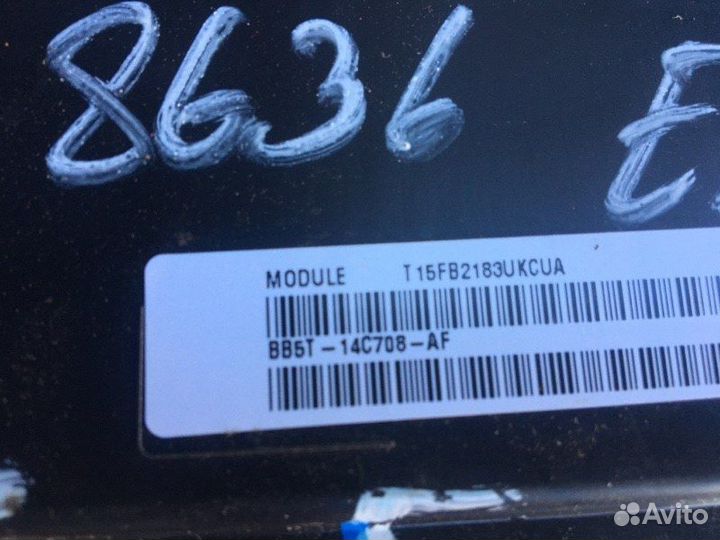 8636 E
MODULE T15FB2183UKCUA
BB5T-14C708-AF
Avito